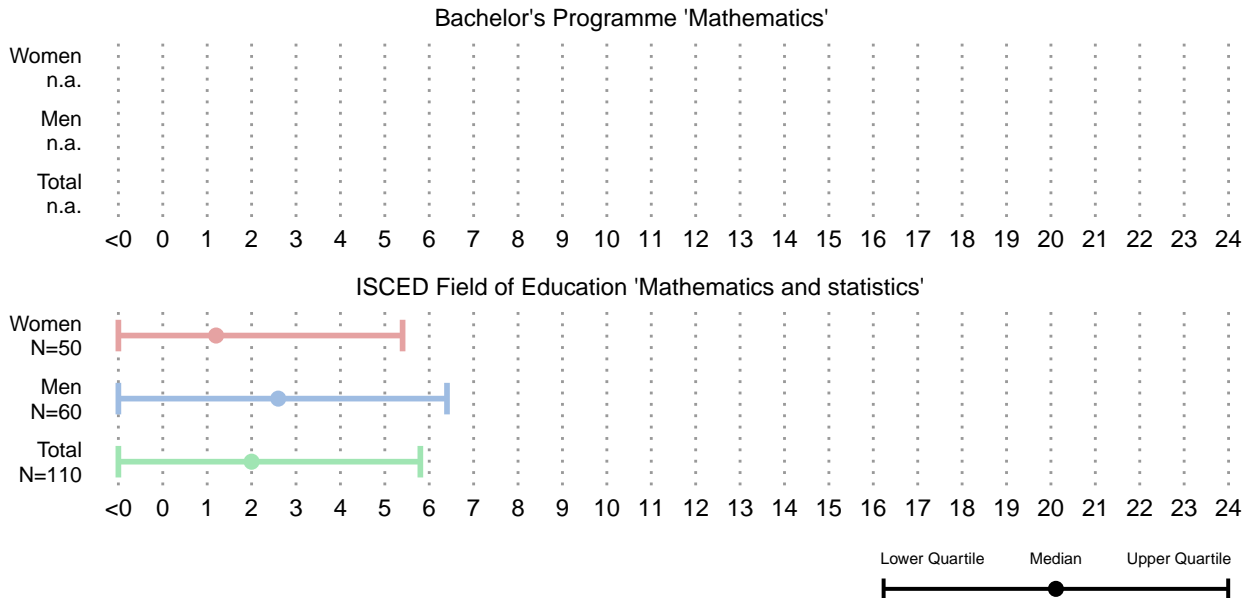 Bachelor's Programme 'Mathematics'
Women
n.a.
Men
n.a.
Total
n.a.
<0 0 1 2 3 4 5 6 7 8 9 10 11 12 13 14 15 16 17 18 19 20 21 22 23 24
ISCED Field of Education 'Mathematics and statistics'
Women
N=50
Men
N=60
Total
N=110
<0 0 1 2 3 4 5 6 7 8 9 10 11 12 13 14 15 16 17 18 19 20 21 22 23 24
Lower Quartile Median Upper Quartile